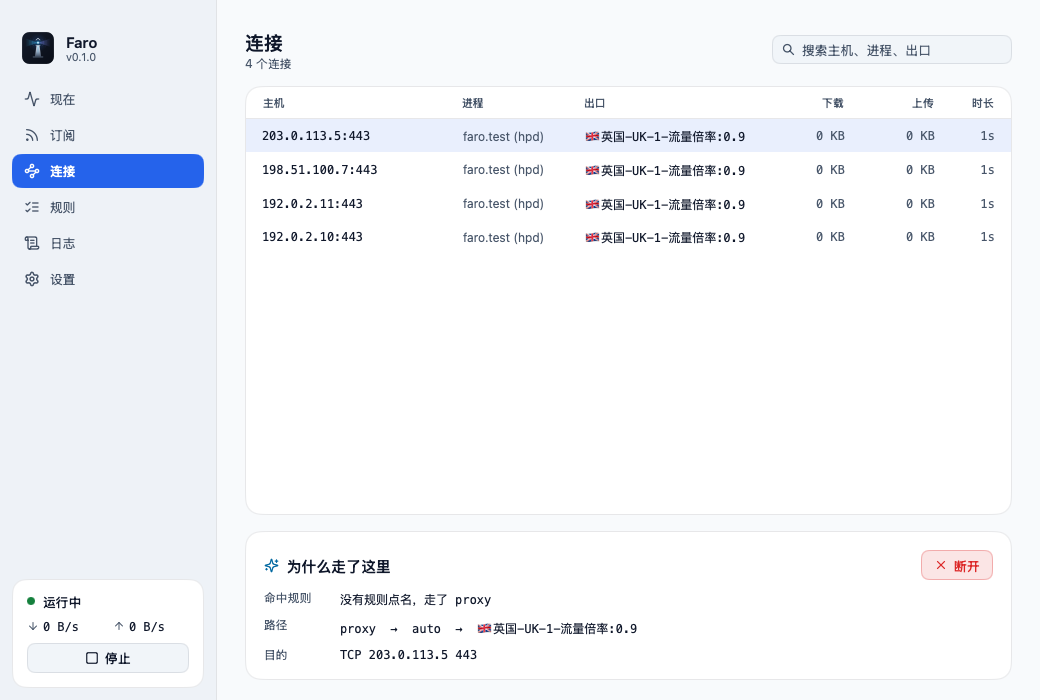 Faro
v0.1.0
现在
订阅
连接
规则
日志
设置
运行中
↓ 0 B/s ↑ 0 B/s
停止
连接
4 个连接
搜索主机、进程、出口
主机 进程 出口 下载 上传 时长
203.0.113.5:443 faro.test (hpd) 🇬🇧英国-UK-1-流量倍率:0.9 0 KB 0 KB 1s
198.51.100.7:443 faro.test (hpd) 🇬🇧英国-UK-1-流量倍率:0.9 0 KB 0 KB 1s
192.0.2.11:443 faro.test (hpd) 🇬🇧英国-UK-1-流量倍率:0.9 0 KB 0 KB 1s
192.0.2.10:443 faro.test (hpd) 🇬🇧英国-UK-1-流量倍率:0.9 0 KB 0 KB 1s
为什么走了这里
断开
命中规则 没有规则点名，走了 proxy
路径 proxy → auto → 🇬🇧英国-UK-1-流量倍率:0.9
目的 TCP 203.0.113.5 443